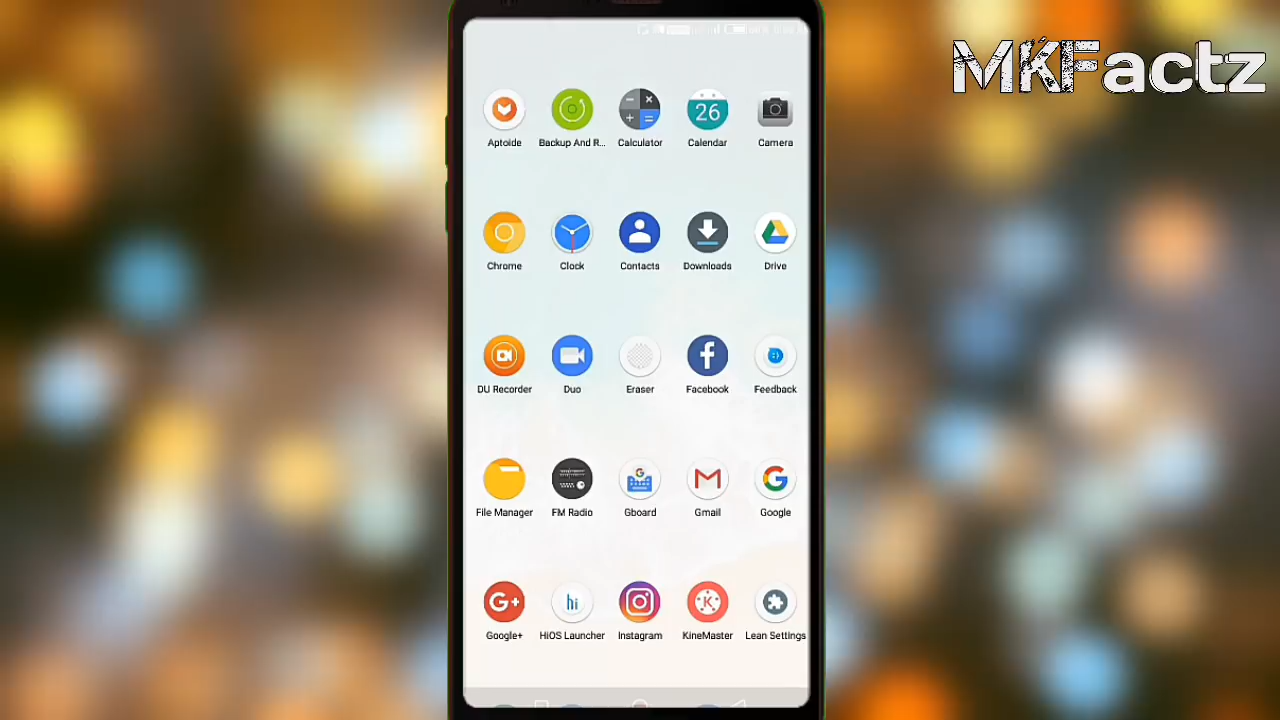 MKFactz
26
Aptoide
Backup And R...
Calculator
Calendar
Camera
Chrome
Clock
Contacts
Downloads
Drive
DU Recorder
Duo
Eraser
Facebook
Feedback
File Manager
FM Radio
Gboard
Gmail
Google
G+
hi
K
Google+
HiOS Launcher
Instagram
KineMaster
Lean Settings